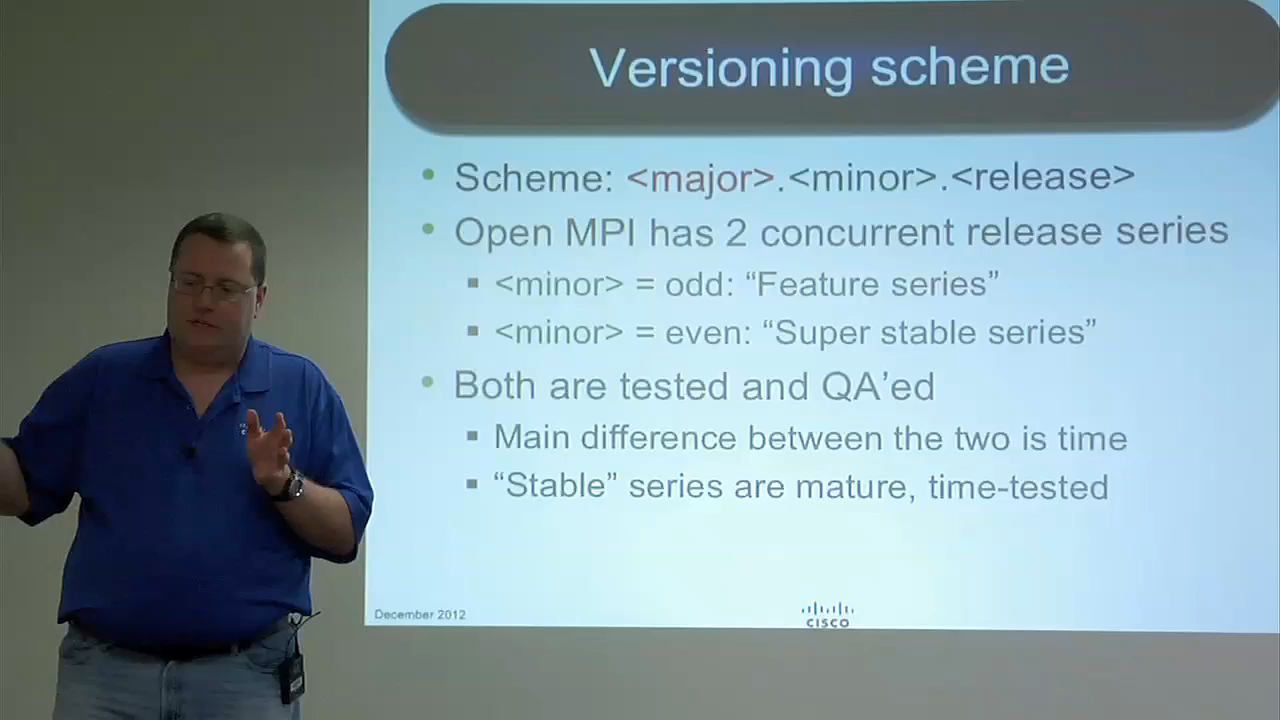 Versioning scheme
• Scheme: <major>.<minor>.<release>
• Open MPI has 2 concurrent release series
▪ <minor> = odd: “Feature series”
▪ <minor> = even: “Super stable series”
• Both are tested and QA’ed
▪ Main difference between the two is time
▪ “Stable” series are mature, time-tested
December 2012
CISCO